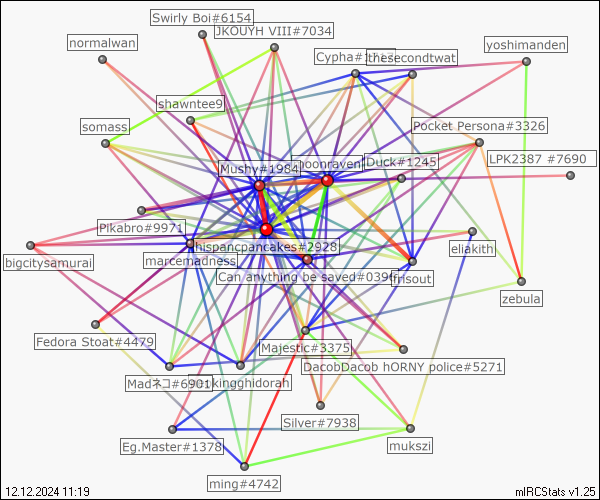 Swirly Boi#6154
JKOUYH VIII#7034
normalwan
thesecondtwat
yoshimanden
shawntee9
somass
Pocket Persona#3326
Mushy#1984
Duck#1245
LPK2387 #7690
Pikabro#9971
hispancpancakes#2928
eliakith
bigcitysamurai
marcemadness
Can anything be saved#039
frisout
zebula
Fedora Stoat#4479
Majestic#3375
DacobDacob hORNY police#5271
Madネコ#6901
kingghidorah
Silver#7938
Eg.Master#1378
mukszi
ming#4742
12.12.2024 11:19
mIRCStats v1.25